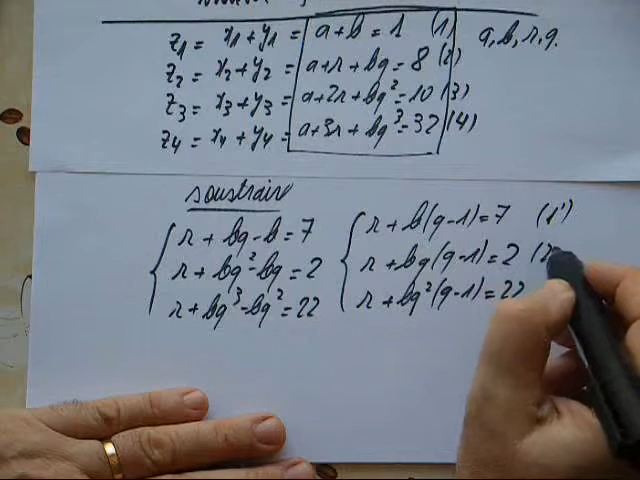 z₁ = x₁ + y₁ = a + b = 1 (1) a, b, r, q.
z₂ = x₂ + y₂ = a + r + bq = 8 (2)
z₃ = x₃ + y₃ = a + 2r + bq² = 10 (3)
z₄ = x₄ + y₄ = a + 3r + bq³ = 32 (4)
soustrair
r + bq - b = 7 r + b(q-1) = 7 (1')
r + bq² - bq = 2 r + bq(q-1) = 2 (2
r + bq³ - bq² = 22 r + bq²(q-1) = 22